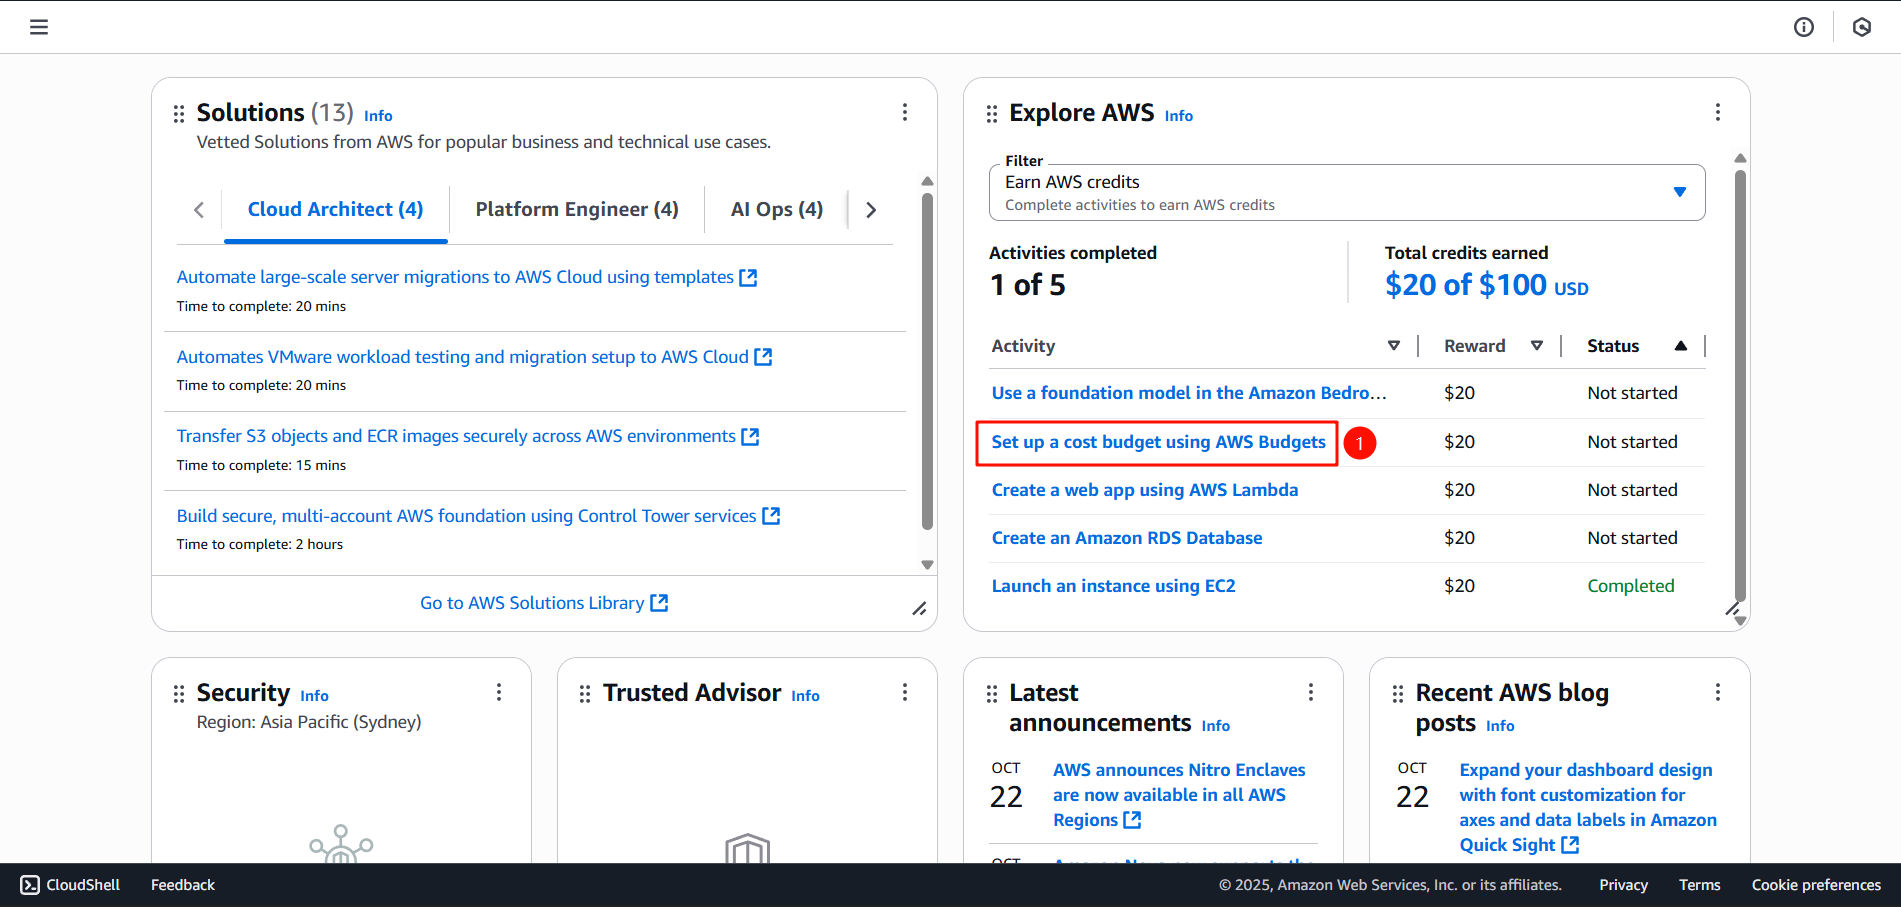 Solutions (13) Info
Vetted Solutions from AWS for popular business and technical use cases.
Cloud Architect (4)
Platform Engineer (4)
AI Ops (4)
Automate large-scale server migrations to AWS Cloud using templates
Time to complete: 20 mins
Automates VMware workload testing and migration setup to AWS Cloud
Time to complete: 20 mins
Transfer S3 objects and ECR images securely across AWS environments
Time to complete: 15 mins
Build secure, multi-account AWS foundation using Control Tower services
Time to complete: 2 hours
Go to AWS Solutions Library
Explore AWS Info
Filter
Earn AWS credits
Complete activities to earn AWS credits
Activities completed
1 of 5
Total credits earned
$20 of $100 USD
Activity Reward Status
Use a foundation model in the Amazon Bedro... $20 Not started
Set up a cost budget using AWS Budgets 1 $20 Not started
Create a web app using AWS Lambda $20 Not started
Create an Amazon RDS Database $20 Not started
Launch an instance using EC2 $20 Completed
Security Info
Region: Asia Pacific (Sydney)
Trusted Advisor Info
Latest
announcements Info
OCT
22
AWS announces Nitro Enclaves
are now available in all AWS
Regions
OCT
Recent AWS blog
posts Info
OCT
22
Expand your dashboard design
with font customization for
axes and data labels in Amazon
Quick Sight
CloudShell Feedback
© 2025, Amazon Web Services, Inc. or its affiliates. Privacy Terms Cookie preferences